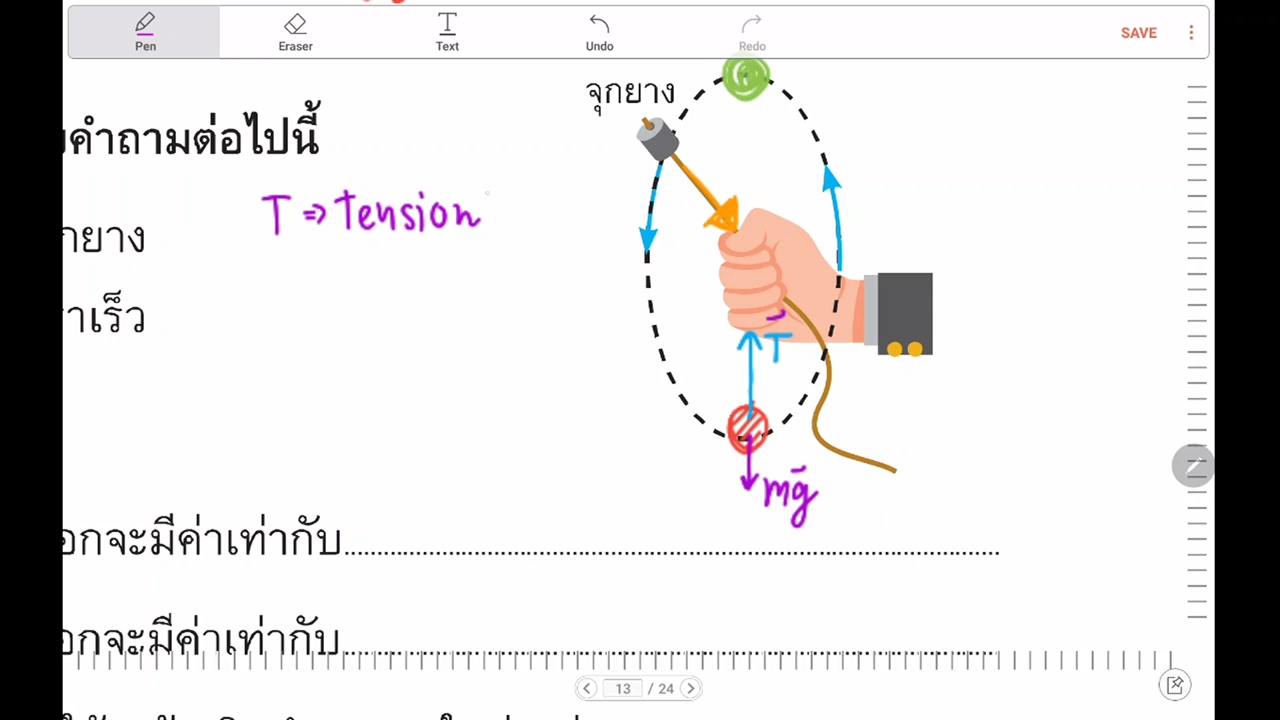 Pen
Eraser
Text
Undo
Redo
SAVE
จุกยาง
คำถามต่อไปนี้
T ⇒ tension
กยาง
าเร็ว
T
mg
อกจะมีค่าเท่ากับ
อกจะมีค่าเท่ากับ
13 / 24